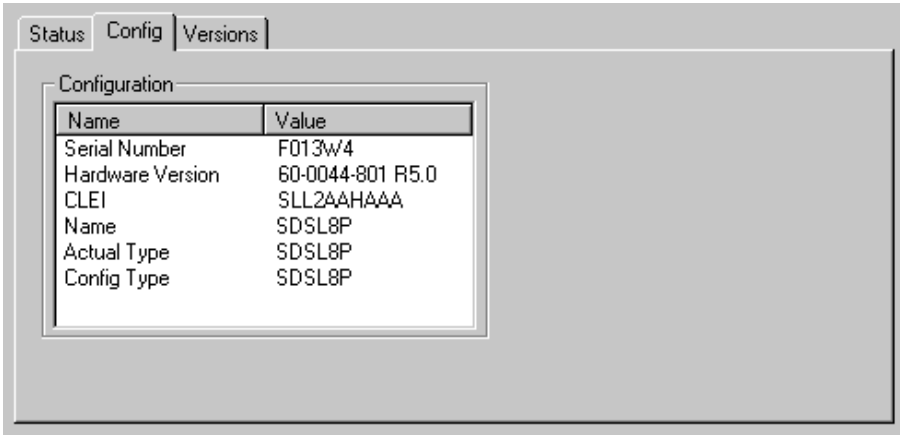 Status Config Versions
Configuration
Name Value
Serial Number F013W4
Hardware Version 60-0044-801 R5.0
CLEI SLL2AAHAAA
Name SDSL8P
Actual Type SDSL8P
Config Type SDSL8P